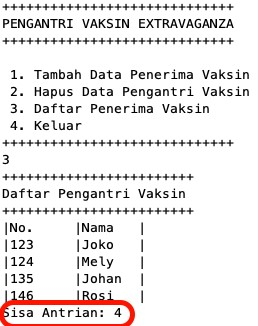 ++++++++++++++++++++++++++++++
PENGANTRI VAKSIN EXTRAVAGANZA
++++++++++++++++++++++++++++++
1. Tambah Data Penerima Vaksin
2. Hapus Data Pengantri Vaksin
3. Daftar Penerima Vaksin
4. Keluar
++++++++++++++++++++++++++++++
3
+++++++++++++++++++++++++
Daftar Pengantri Vaksin
+++++++++++++++++++++++++
|No. |Nama |
|123 |Joko |
|124 |Mely |
|135 |Johan |
|146 |Rosi |
Sisa Antrian: 4